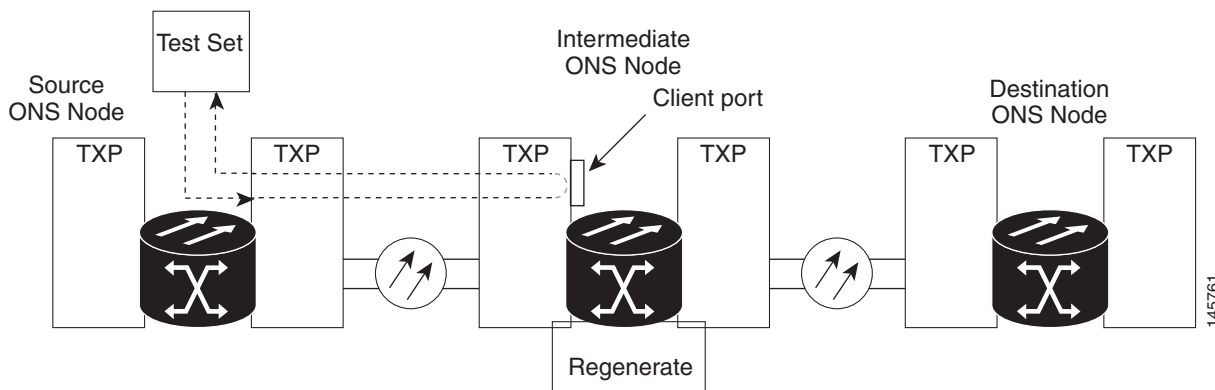 Test Set
Source
ONS Node
Intermediate
ONS Node
Client port
Destination
ONS Node
TXP
TXP
TXP
TXP
TXP
TXP
Regenerate
145761